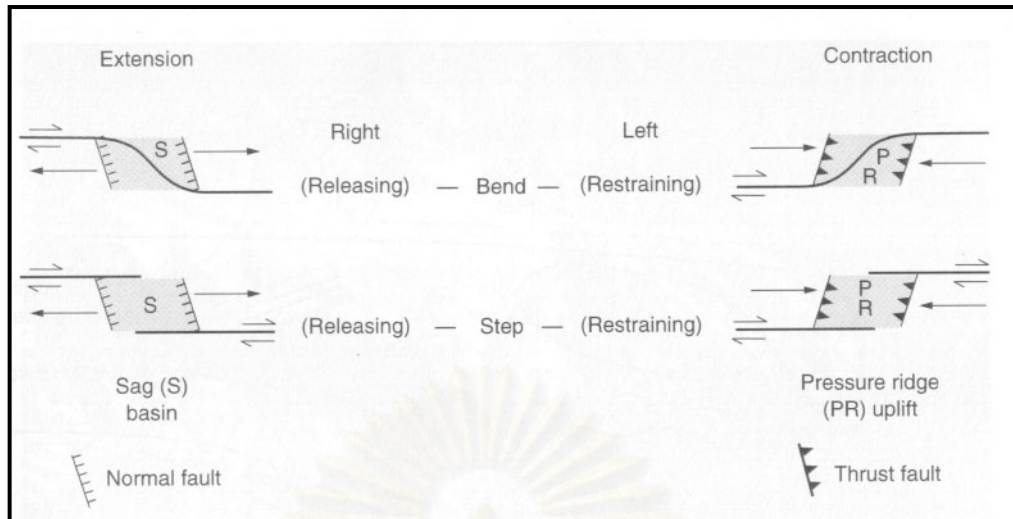 Extension
Contraction
Right
Left
S
P
R
(Releasing) — Bend — (Restraining)
S
P
R
(Releasing) — Step — (Restraining)
Sag (S)
basin
Pressure ridge
(PR) uplift
Normal fault
Thrust fault